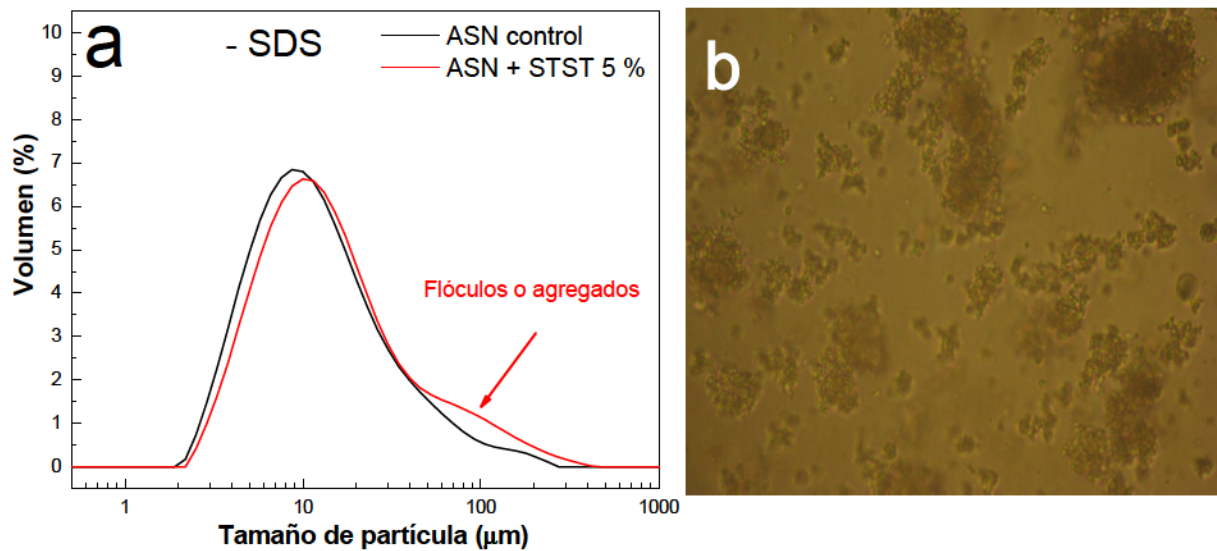 a
- SDS
ASN control
ASN + STST 5 %
Flóculos o agregados
Volumen (%)
10
9
8
7
6
5
4
3
2
1
0
1
10
100
1000
Tamaño de partícula (µm)
b